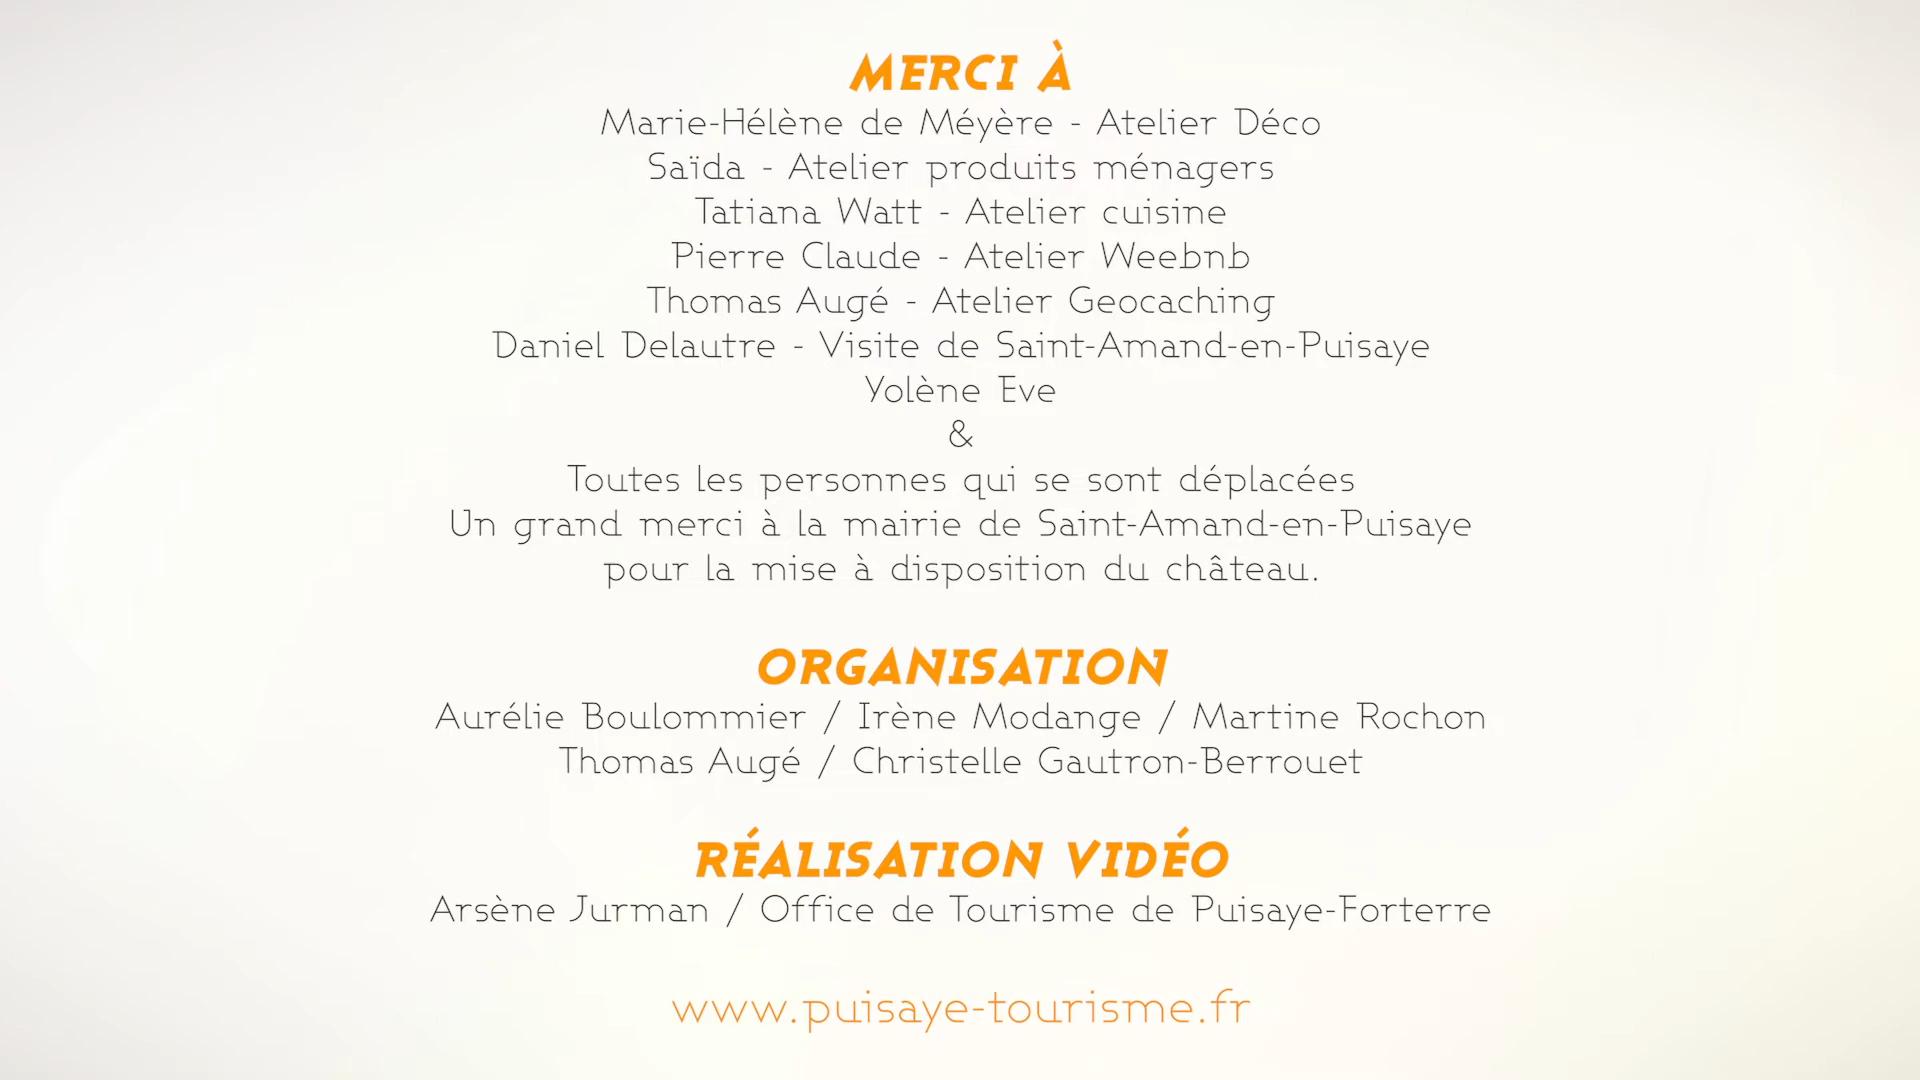 MERCI À
Marie-Hélène de Méyère - Atelier Déco
Saïda - Atelier produits ménagers
Tatiana Watt - Atelier cuisine
Pierre Claude - Atelier Weebnb
Thomas Augé - Atelier Geocaching
Daniel Delautre - Visite de Saint-Amand-en-Puisaye
Yolène Eve
&
Toutes les personnes qui se sont déplacées
Un grand merci à la mairie de Saint-Amand-en-Puisaye
pour la mise à disposition du château.
ORGANISATION
Aurélie Boulommier / Irène Modange / Martine Rochon
Thomas Augé / Christelle Gautron-Berrouet
RÉALISATION VIDÉO
Arsène Jurman / Office de Tourisme de Puisaye-Forterre
www.puisaye-tourisme.fr